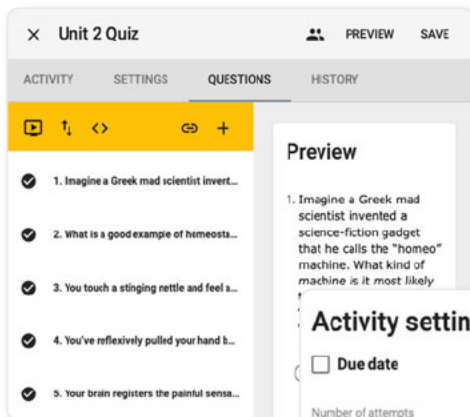 Unit 2 Quiz
PREVIEW
SAVE
ACTIVITY
SETTINGS
QUESTIONS
HISTORY
1. Imagine a Greek mad scientist invent...
2. What is a good example of homeosta...
3. You touch a stinging nettle and feel a...
4. You've reflexively pulled your hand b...
5. Your brain registers the painful sensa...
Preview
1. Imagine a Greek mad
scientist invented a
science-fiction gadget
that he calls the "homeo"
machine. What kind of
machine is it most likely
Activity settin
Due date
Number of attempts